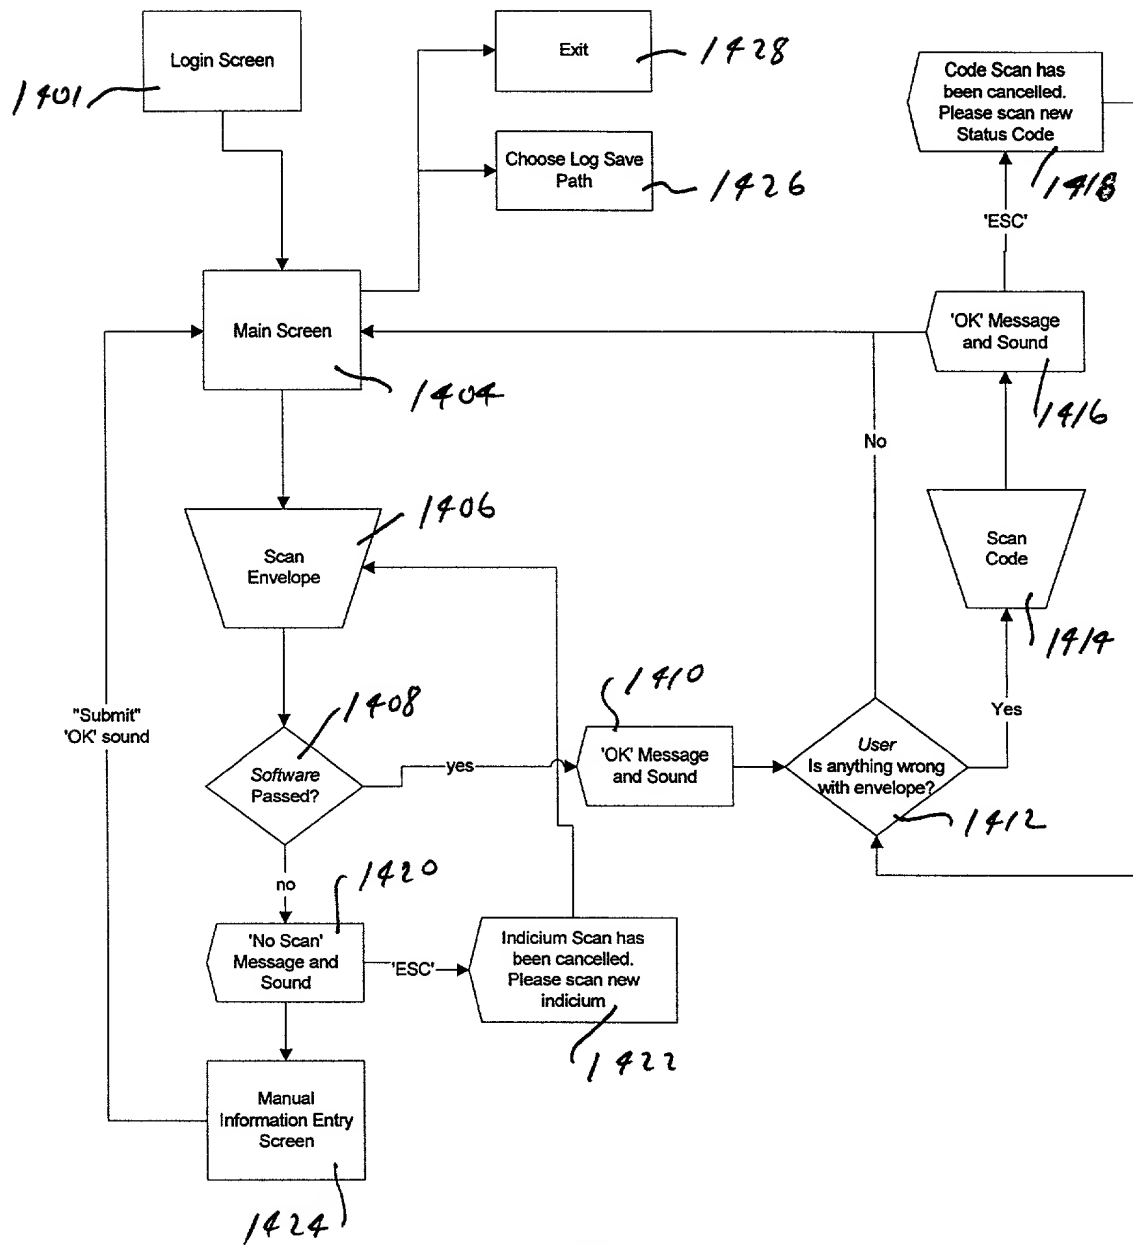 Login Screen
1401
Exit
1428
Choose Log Save
Path
1426
Code Scan has
been cancelled.
Please scan new
Status Code
1418
'ESC'
Main Screen
1404
'OK' Message
and Sound
1416
No
Scan
Envelope
1406
Scan
Code
1414
Yes
"Submit"
'OK' sound
Software
Passed?
1408
yes
'OK' Message
and Sound
1410
User
Is anything wrong
with envelope?
1412
no
'No Scan'
Message and
Sound
1420
'ESC'
Indicium Scan has
been cancelled.
Please scan new
indicium
1422
Manual
Information Entry
Screen
1424